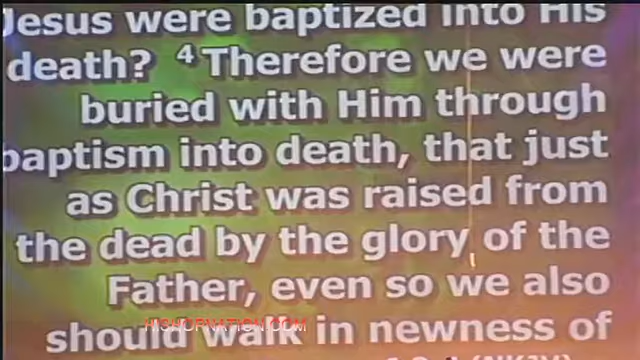 Jesus were baptized into His
death? 4 Therefore we were
buried with Him through
baptism into death, that just
as Christ was raised from
the dead by the glory of the
Father, even so we also
should walk in newness of
HISHORNATION.COM